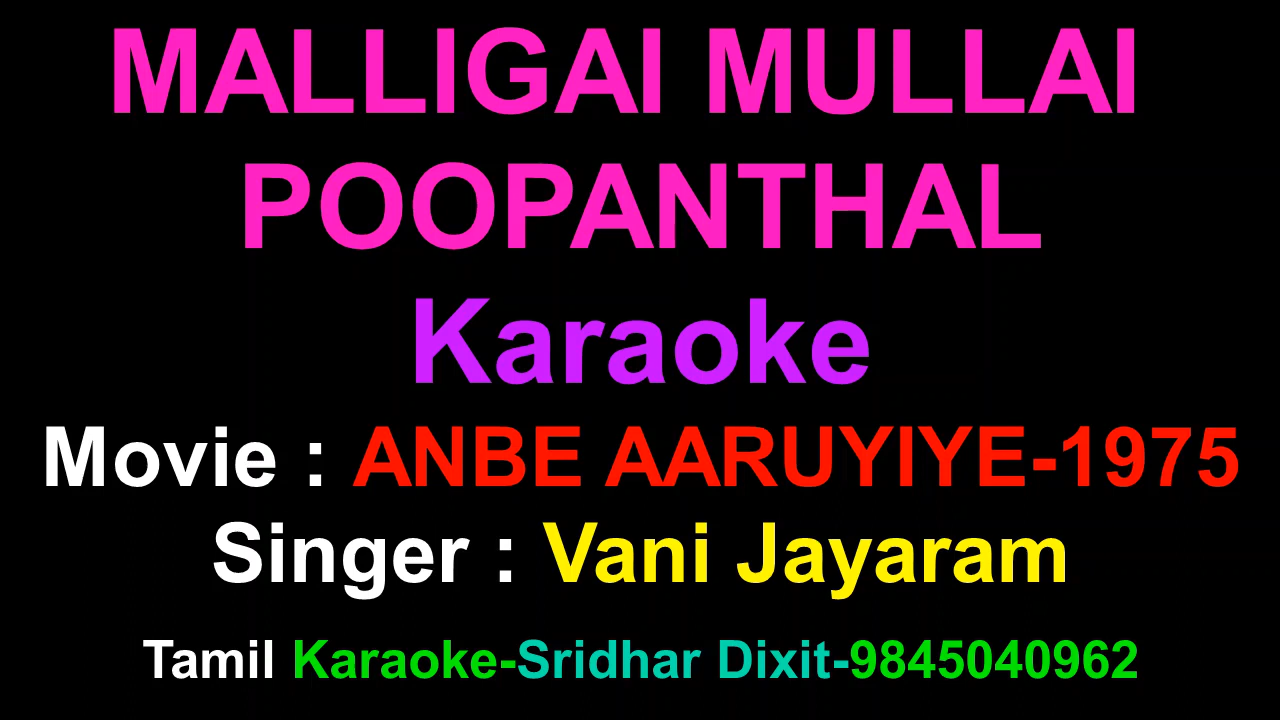 MALLIGAI MULLAI
POOPANTHAL
Karaoke
Movie : ANBE AARUYIYE-1975
Singer : Vani Jayaram
Tamil Karaoke-Sridhar Dixit-9845040962